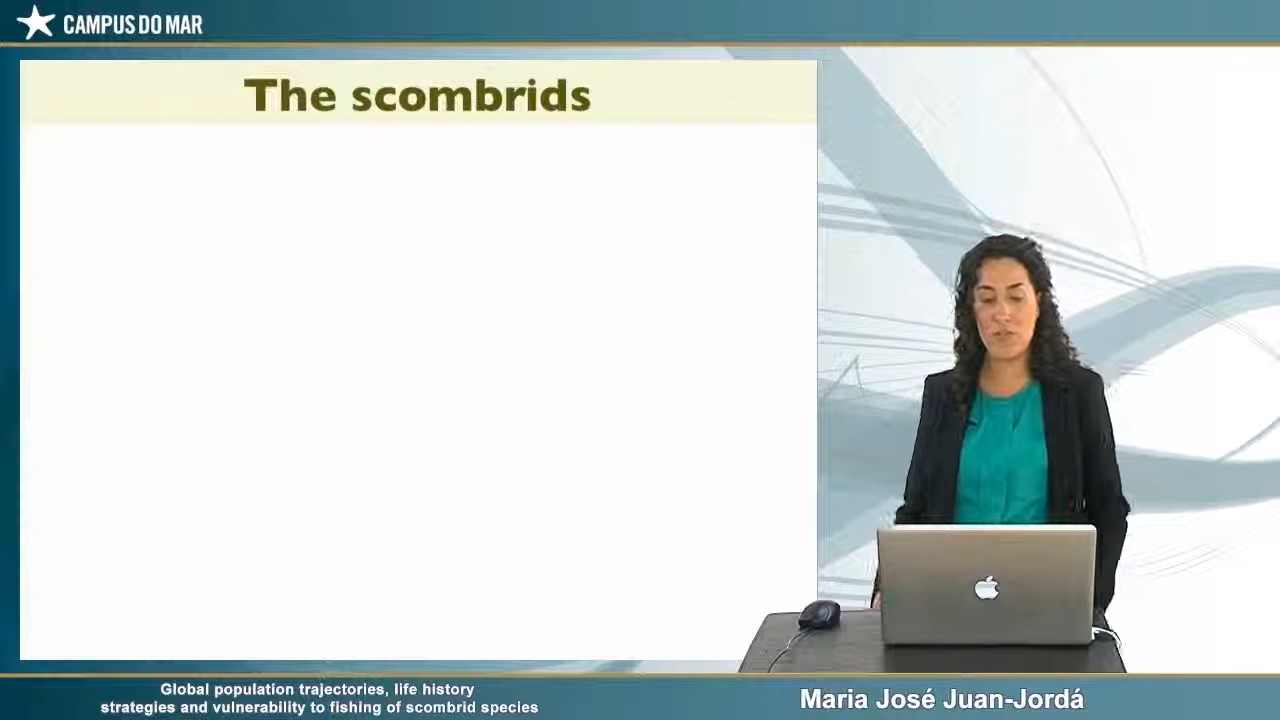 CAMPUS DO MAR
The scombrids
Global population trajectories, life history
strategies and vulnerability to fishing of scombrid species
Maria José Juan-Jordá